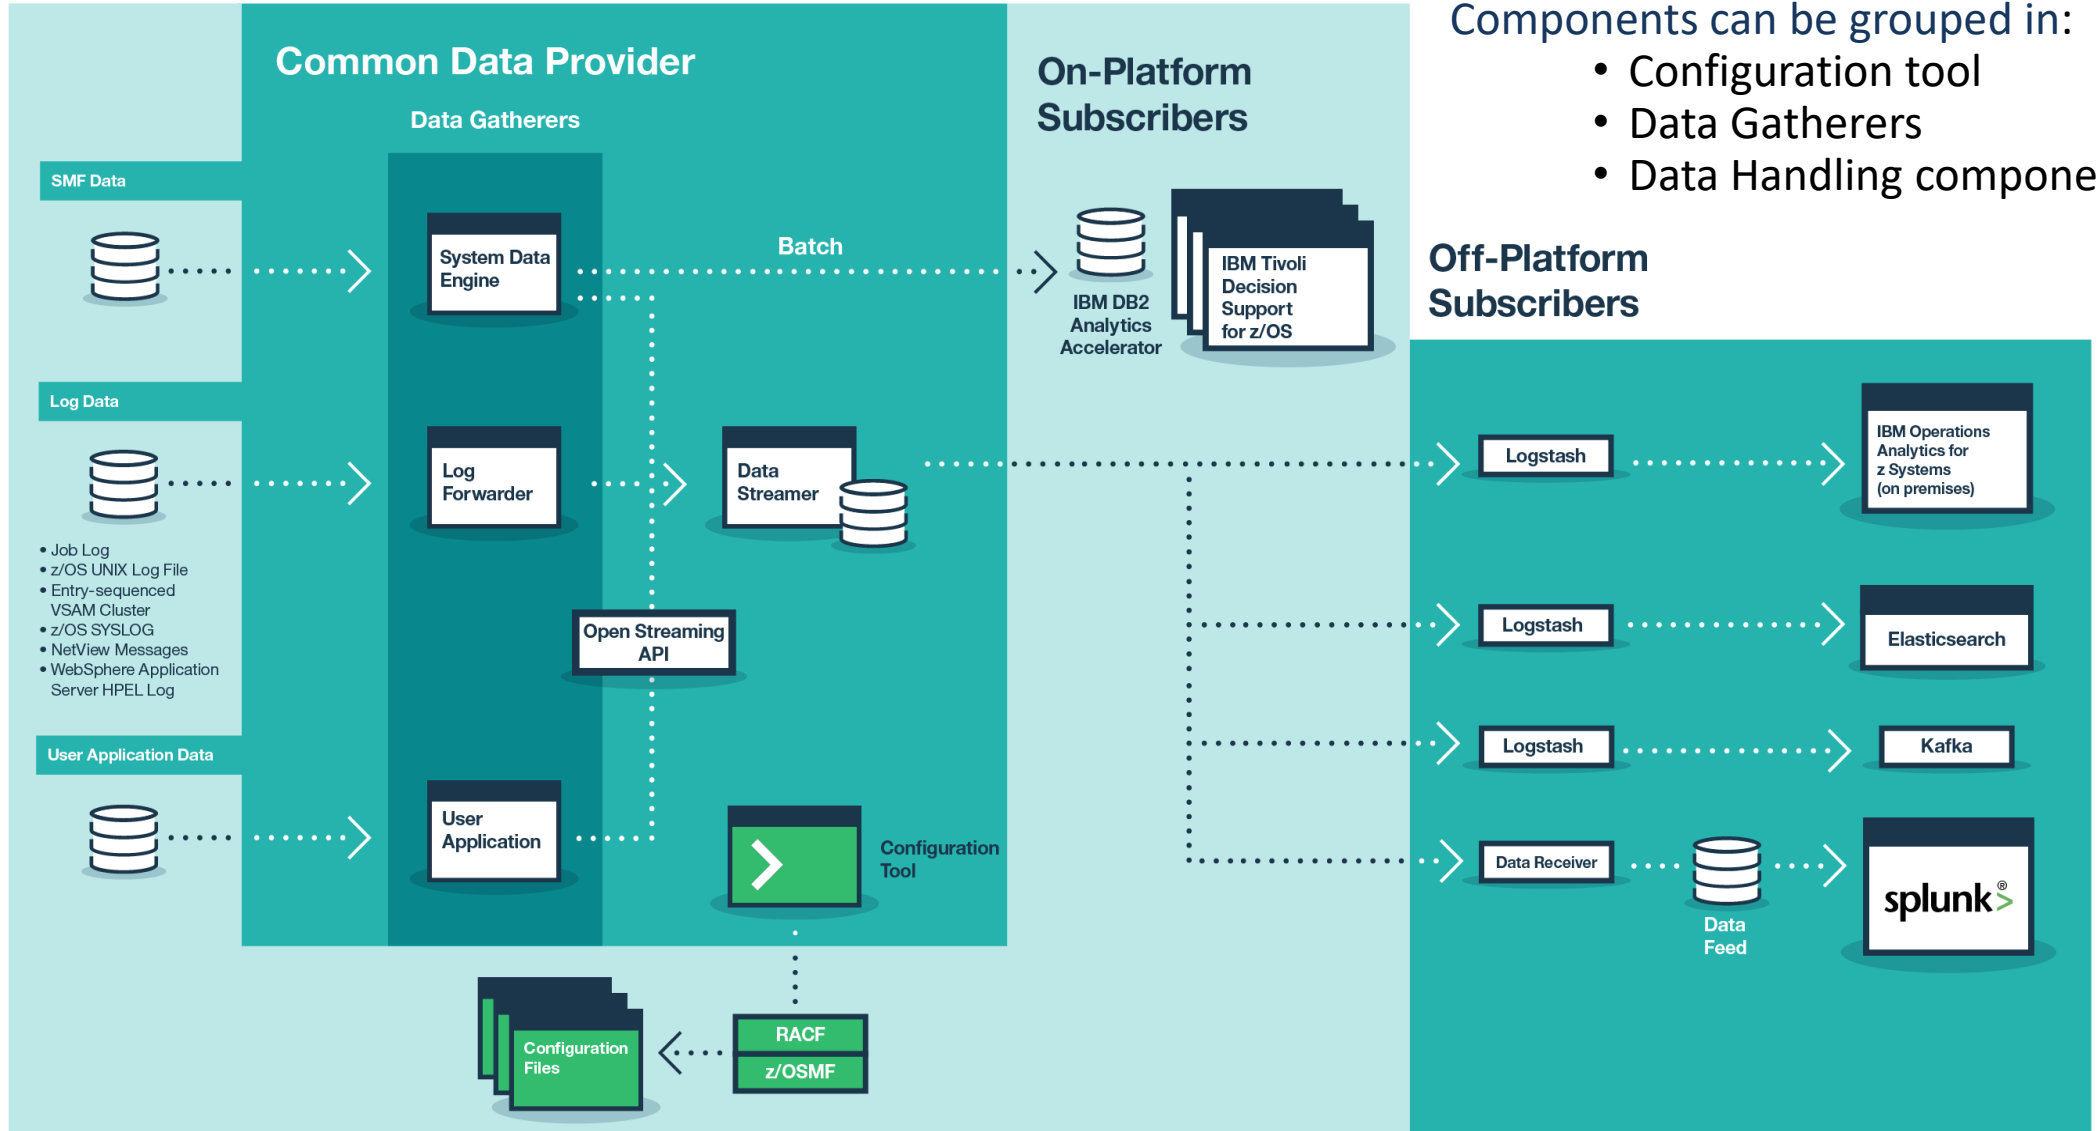 Components can be grouped in:
• Configuration tool
• Data Gatherers
• Data Handling compone
Common Data Provider
Data Gatherers
On-Platform
Subscribers
Off-Platform
Subscribers
SMF Data
System Data
Engine
Batch
IBM DB2
Analytics
Accelerator
IBM Tivoli
Decision
Support
for z/OS
Log Data
• Job Log
• z/OS UNIX Log File
• Entry-sequenced
VSAM Cluster
• z/OS SYSLOG
• NetView Messages
• WebSphere Application
Server HPEL Log
Log
Forwarder
Data
Streamer
Open Streaming
API
User Application Data
User
Application
Configuration
Tool
RACF
z/OSMF
Configuration
Files
Logstash
IBM Operations
Analytics for
z Systems
(on premises)
Logstash
Elasticsearch
Logstash
Kafka
Data Receiver
Data
Feed
splunk®>